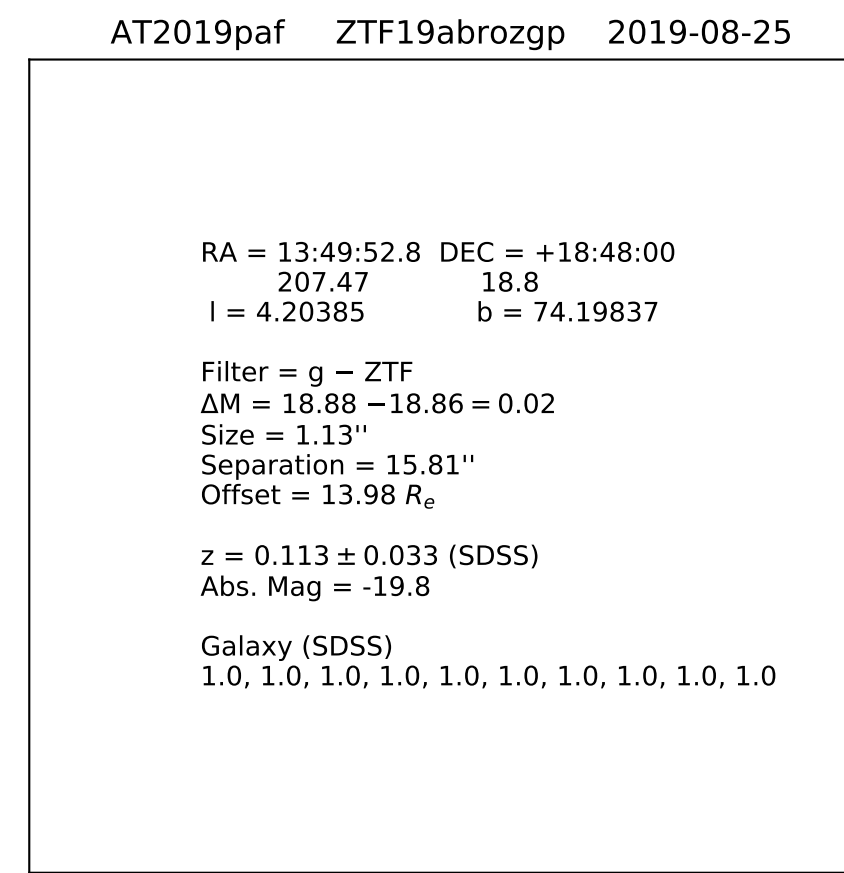 AT2019paf ZTF19abrozgp 2019-08-25
RA = 13:49:52.8 DEC = +18:48:00
207.47 18.8
l = 4.20385 b = 74.19837
Filter = g − ZTF
ΔM = 18.88 −18.86 = 0.02
Size = 1.13''
Separation = 15.81''
Offset = 13.98 Rₑ
z = 0.113 ± 0.033 (SDSS)
Abs. Mag = -19.8
Galaxy (SDSS)
1.0, 1.0, 1.0, 1.0, 1.0, 1.0, 1.0, 1.0, 1.0, 1.0